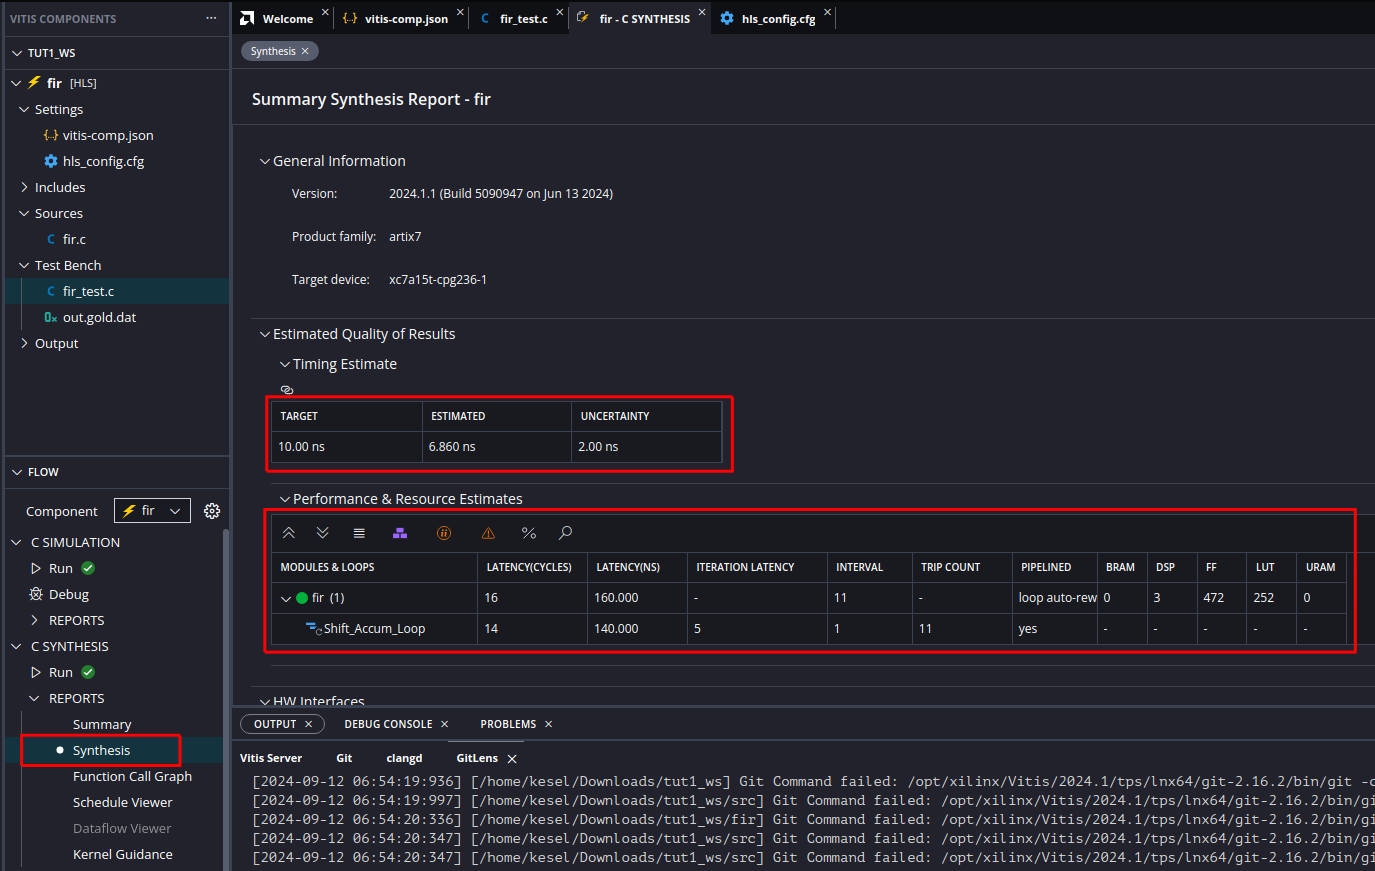 VITIS COMPONENTS ...
TUT1_WS
fir [HLS]
Settings
{..} vitis-comp.json
hls_config.cfg
Includes
Sources
C fir.c
Test Bench
C fir_test.c
out.gold.dat
Output
FLOW
Component fir
C SIMULATION
Run
Debug
REPORTS
C SYNTHESIS
Run
REPORTS
Summary
Synthesis
Function Call Graph
Schedule Viewer
Dataflow Viewer
Kernel Guidance
Welcome × {..} vitis-comp.json × C fir_test.c × fir - C SYNTHESIS × hls_config.cfg ×
Synthesis ×
Summary Synthesis Report - fir
General Information
Version: 2024.1.1 (Build 5090947 on Jun 13 2024)
Product family: artix7
Target device: xc7a15t-cpg236-1
Estimated Quality of Results
Timing Estimate
TARGET ESTIMATED UNCERTAINTY
10.00 ns 6.860 ns 2.00 ns
Performance & Resource Estimates
%
MODULES & LOOPS LATENCY(CYCLES) LATENCY(NS) ITERATION LATENCY INTERVAL TRIP COUNT PIPELINED BRAM DSP FF LUT URAM
fir (1) 16 160.000 - 11 - loop auto-rew 0 3 472 252 0
Shift_Accum_Loop 14 140.000 5 1 11 yes - - - - -
HW Interfaces
OUTPUT × DEBUG CONSOLE × PROBLEMS ×
Vitis Server Git clangd GitLens ×
[2024-09-12 06:54:19:936] [/home/kesel/Downloads/tut1_ws] Git Command failed: /opt/xilinx/Vitis/2024.1/tps/lnx64/git-2.16.2/bin/git -c
[2024-09-12 06:54:19:997] [/home/kesel/Downloads/tut1_ws/src] Git Command failed: /opt/xilinx/Vitis/2024.1/tps/lnx64/git-2.16.2/bin/gi
[2024-09-12 06:54:20:336] [/home/kesel/Downloads/tut1_ws/fir] Git Command failed: /opt/xilinx/Vitis/2024.1/tps/lnx64/git-2.16.2/bin/gi
[2024-09-12 06:54:20:347] [/home/kesel/Downloads/tut1_ws/src] Git Command failed: /opt/xilinx/Vitis/2024.1/tps/lnx64/git-2.16.2/bin/gi
[2024-09-12 06:54:20:347] [/home/kesel/Downloads/tut1_ws/src] Git Command failed: /opt/xilinx/Vitis/2024.1/tps/lnx64/git-2.16.2/bin/gi